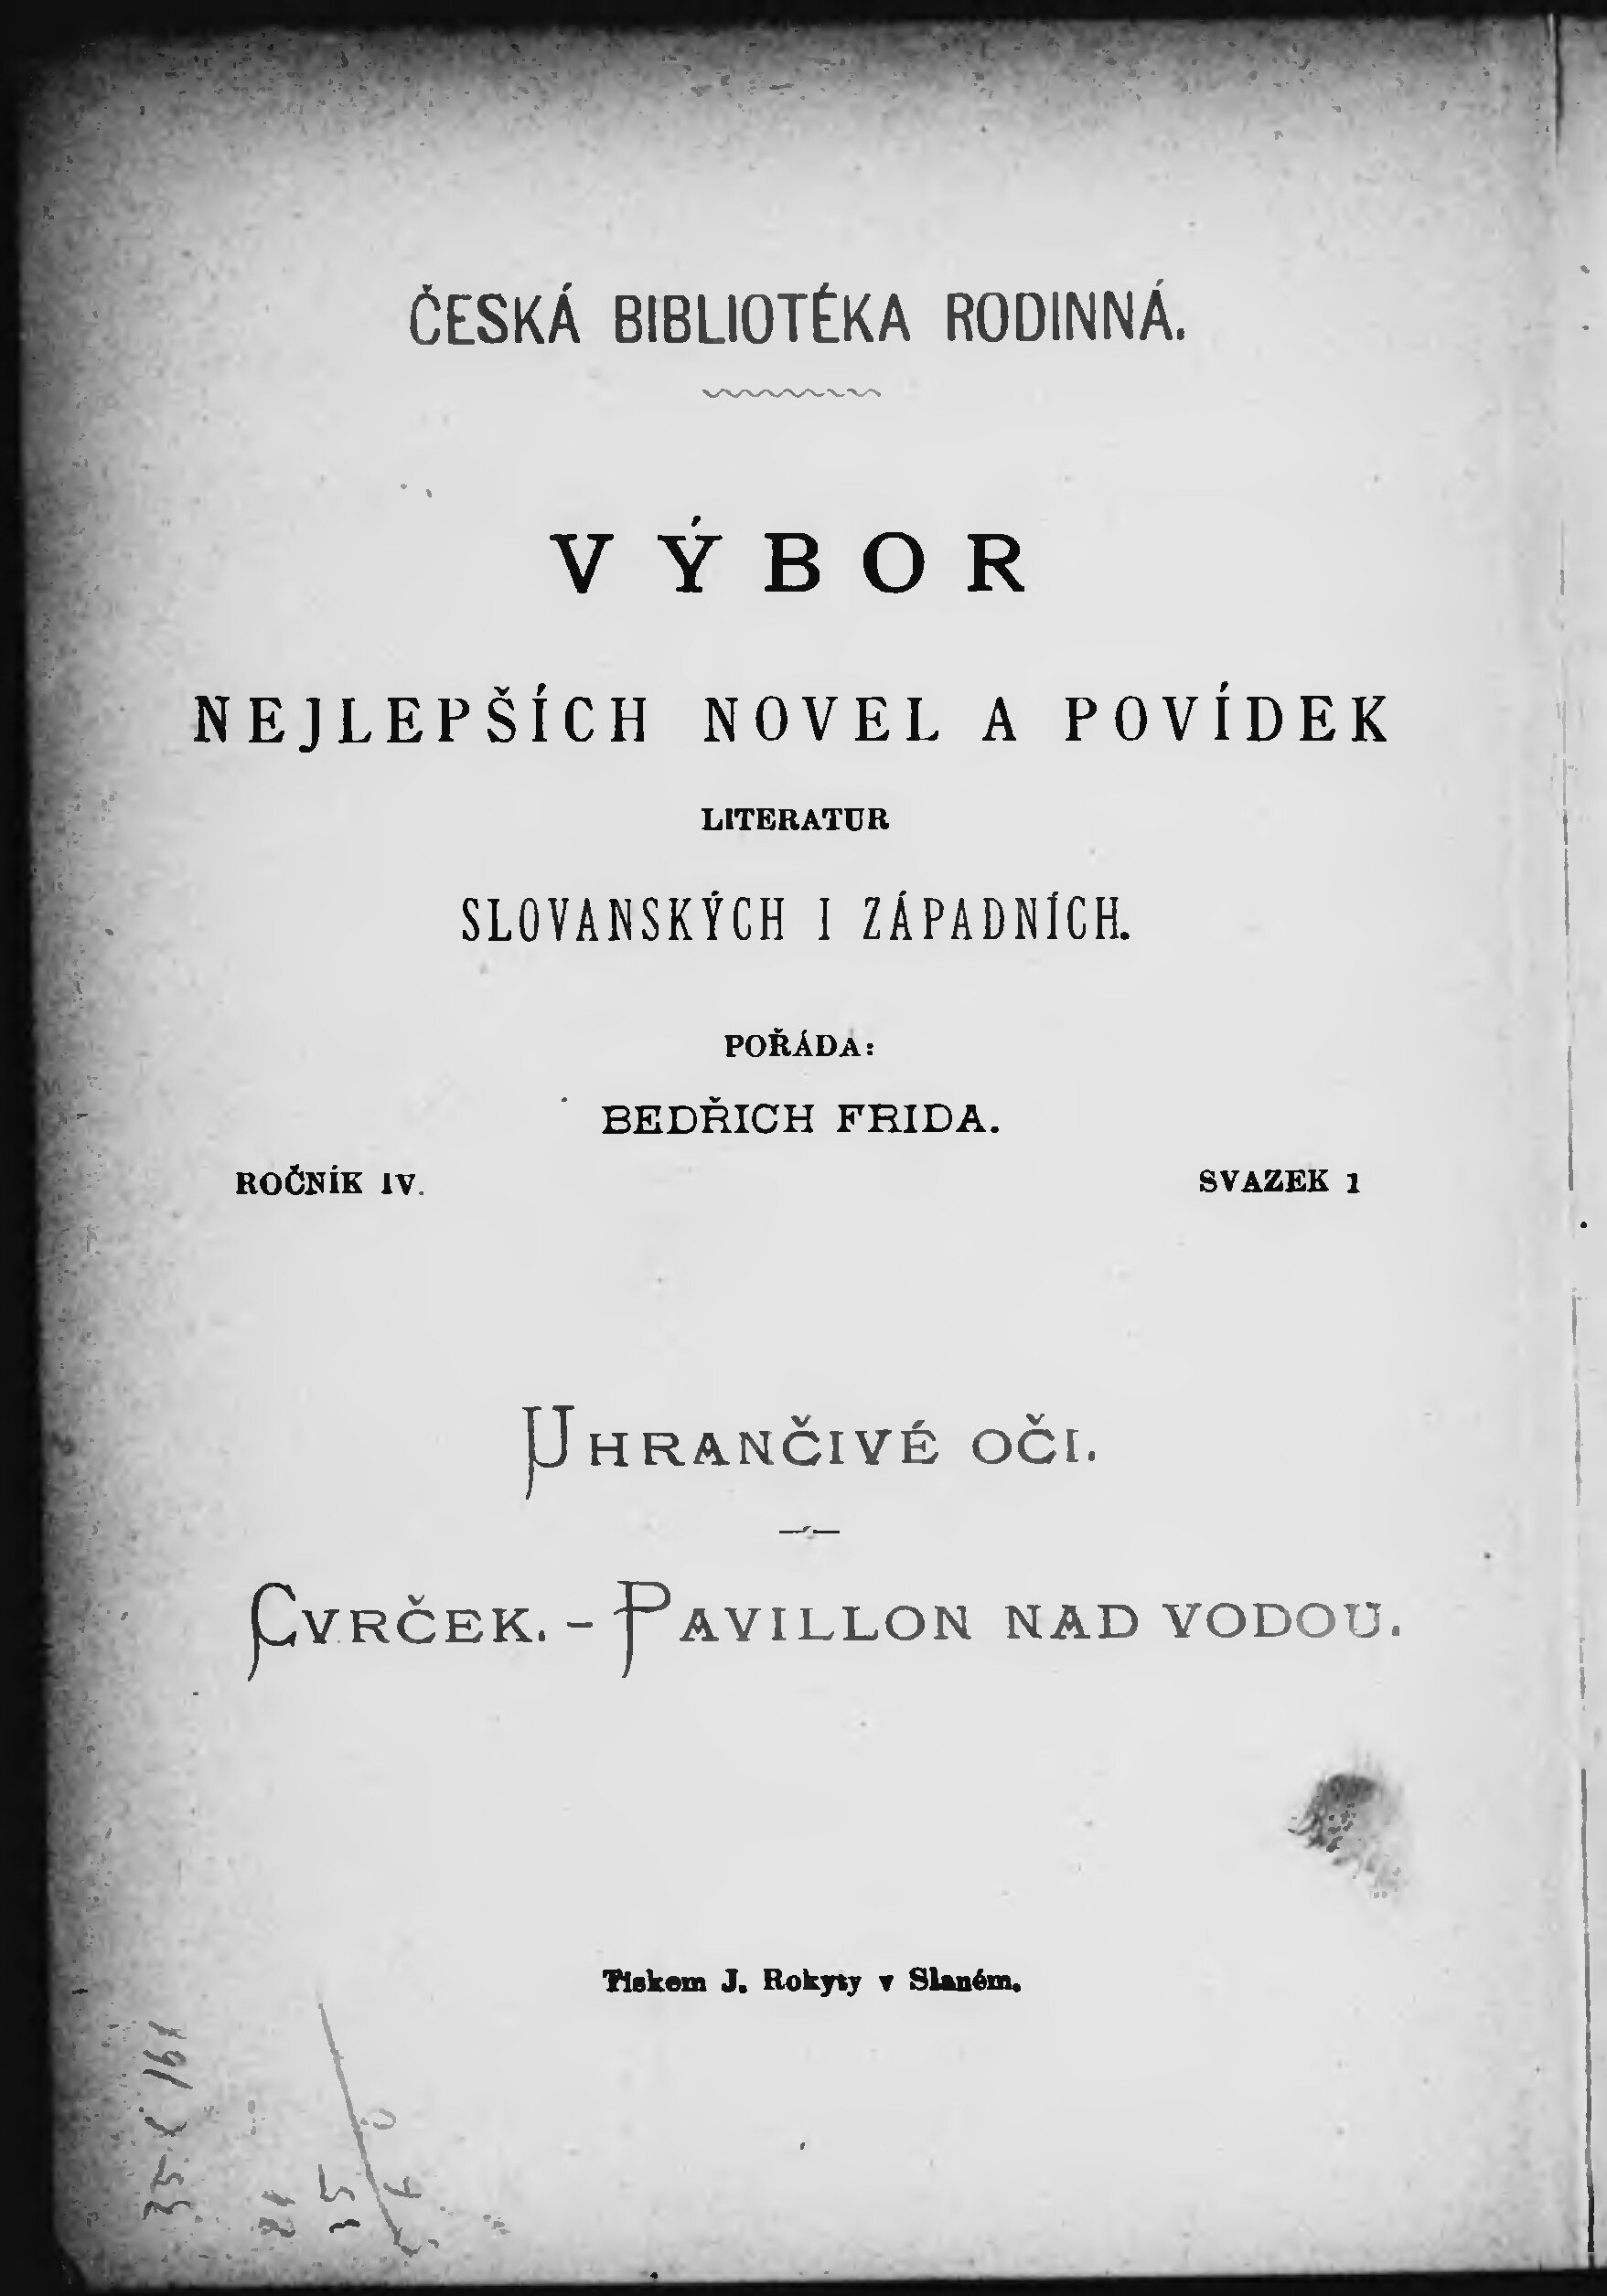 ČESKÁ BIBLIOTÉKA RODINNÁ.
VÝBOR
NEJLEPŠÍCH NOVEL A POVÍDEK
LITERATUR
SLOVANSKÝCH I ZÁPADNÍCH.
POŘÁDA:
BEDŘICH FRIDA.
ROČNÍK IV. SVAZEK 1
UHRANČIVÉ OČI.
CVRČEK. - PAVILLON NAD VODOU.
Tiskem J. Rokyty v Slaném.